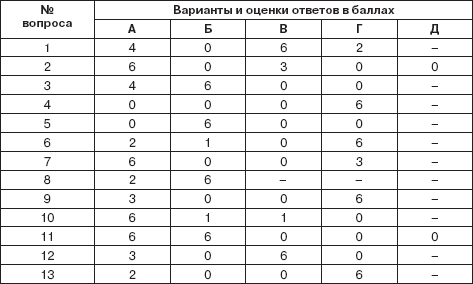 № вопроса Варианты и оценки ответов в баллах
А Б В Г Д
1 4 0 6 2 –
2 6 0 3 0 0
3 4 6 0 0 –
4 0 0 0 6 –
5 0 6 0 0 –
6 2 1 0 6 –
7 6 0 0 3 –
8 2 6 – – –
9 3 0 0 6 –
10 6 1 1 0 –
11 6 6 0 0 0
12 3 0 6 0 –
13 2 0 0 6 –